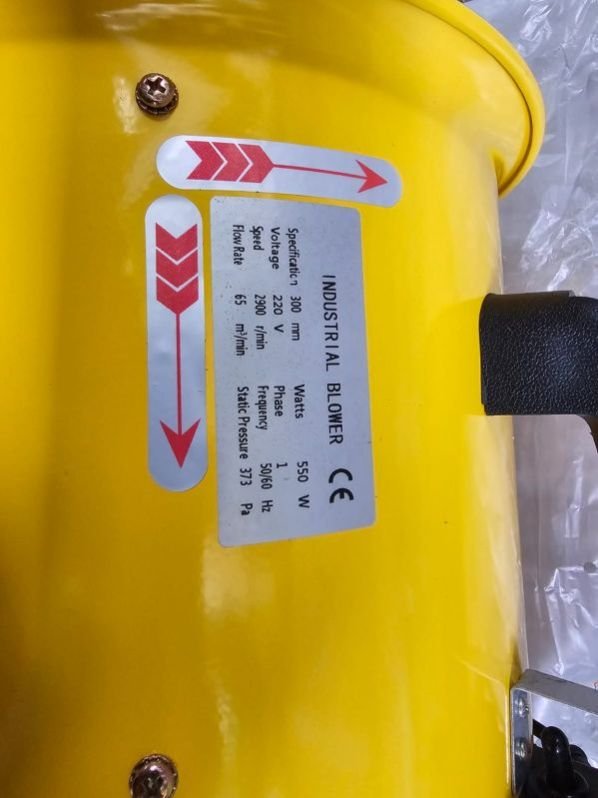 INDUSTRIAL BLOWER CE
Specification 300 mm Watts 550 W
Voltage 220 V Phase 1
Speed 2900 r/min Frequency 50/60 Hz
Flow Rate 65 m³/min Static Pressure 373 Pa